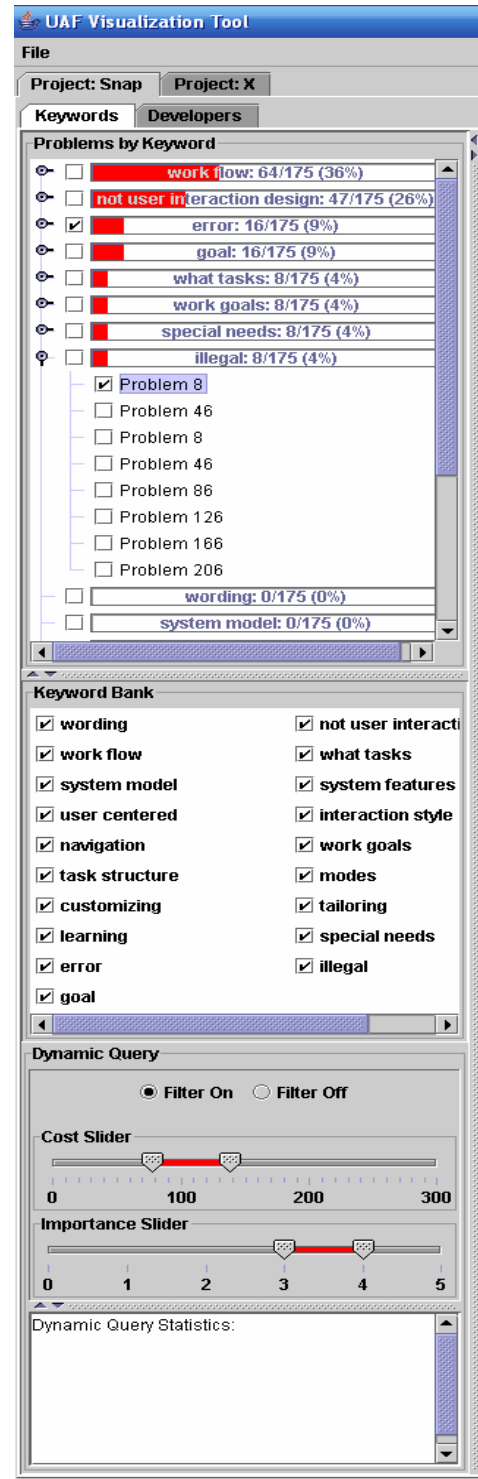 UAF Visualization Tool
File
Project: Snap Project: X
Keywords Developers
Problems by Keyword
work flow: 64/175 (36%)
not user interaction design: 47/175 (26%)
error: 16/175 (9%)
goal: 16/175 (9%)
what tasks: 8/175 (4%)
work goals: 8/175 (4%)
special needs: 8/175 (4%)
illegal: 8/175 (4%)
Problem 8
Problem 46
Problem 8
Problem 46
Problem 86
Problem 126
Problem 166
Problem 206
wording: 0/175 (0%)
system model: 0/175 (0%)
Keyword Bank
wording not user interacti
work flow what tasks
system model system features
user centered interaction style
navigation work goals
task structure modes
customizing tailoring
learning special needs
error illegal
goal
Dynamic Query
Filter On Filter Off
Cost Slider
0 100 200 300
Importance Slider
0 1 2 3 4 5
Dynamic Query Statistics: